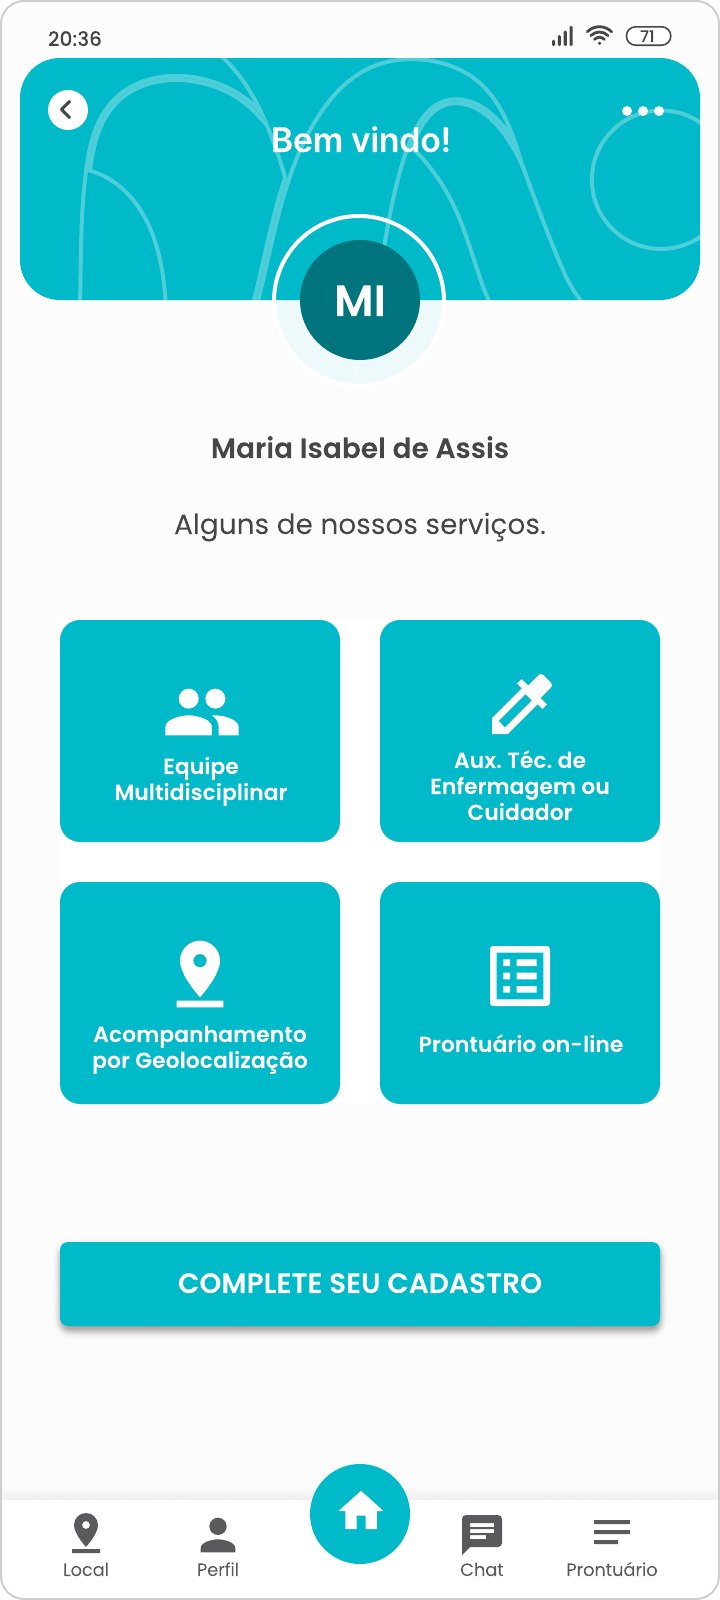 20:36
71
Bem vindo!
MI
Maria Isabel de Assis
Alguns de nossos serviços.
Equipe
Multidisciplinar
Aux. Téc. de
Enfermagem ou
Cuidador
Acompanhamento
por Geolocalização
Prontuário on-line
COMPLETE SEU CADASTRO
Local
Perfil
Chat
Prontuário